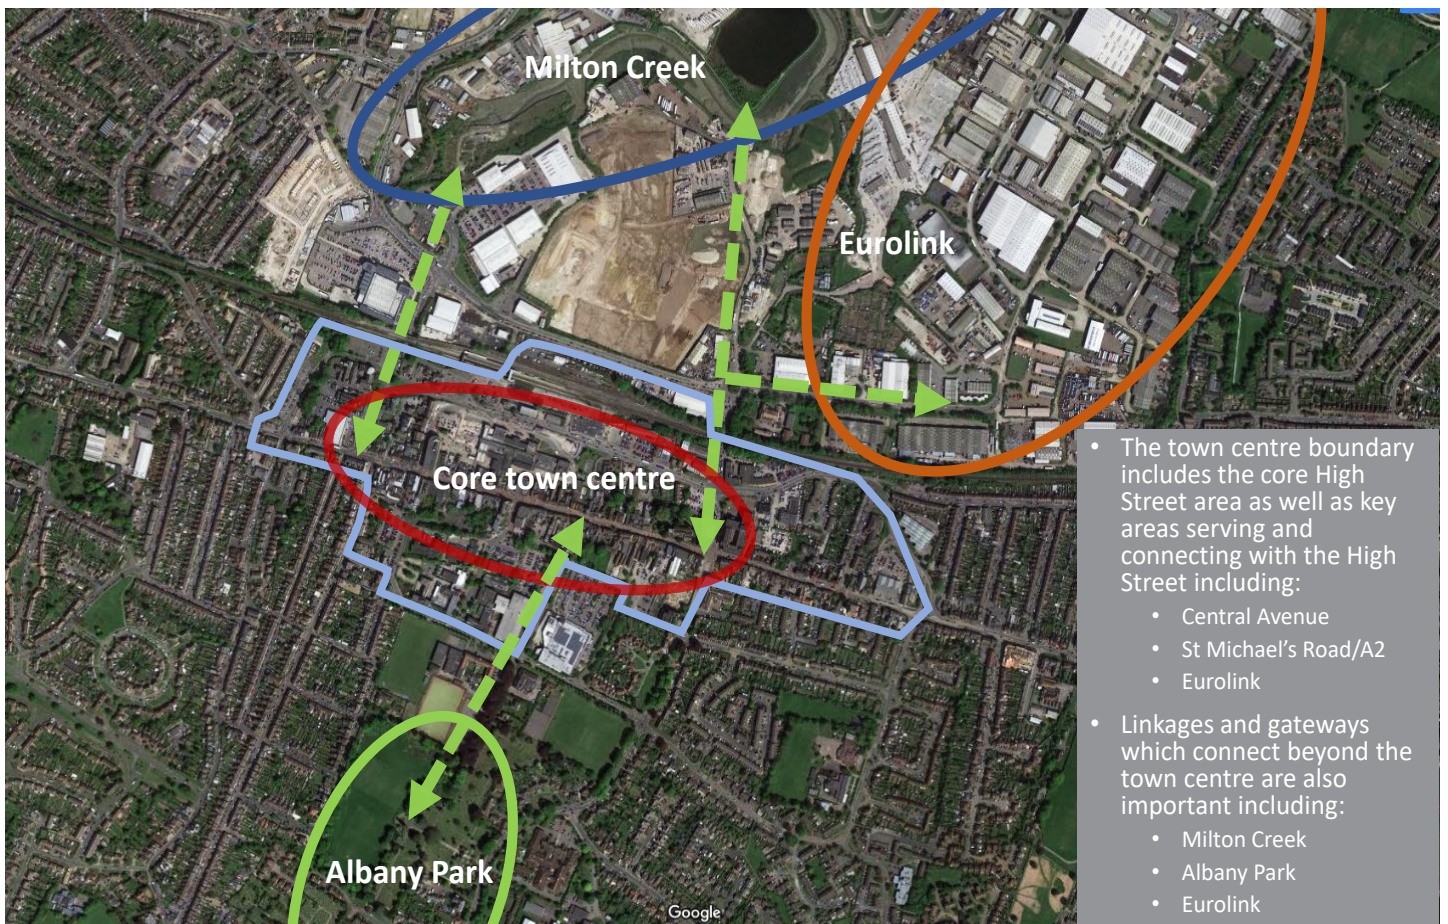 Milton Creek
Eurolink
Core town centre
Albany Park
• The town centre boundary
includes the core High
Street area as well as key
areas serving and
connecting with the High
Street including:
• Central Avenue
• St Michael’s Road/A2
• Eurolink
• Linkages and gateways
which connect beyond the
town centre are also
important including:
• Milton Creek
• Albany Park
• Eurolink
Google